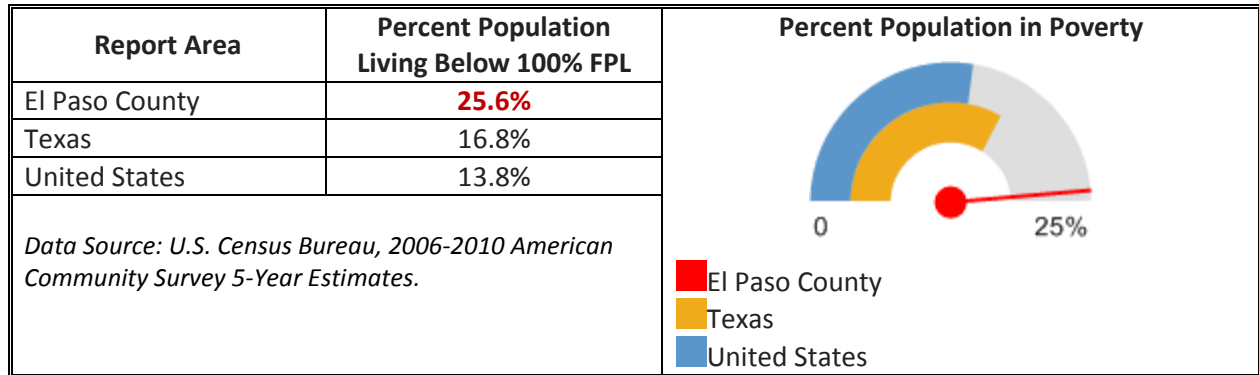 Report Area
Percent Population
Living Below 100% FPL
El Paso County 25.6%
Texas 16.8%
United States 13.8%
Data Source: U.S. Census Bureau, 2006-2010 American
Community Survey 5-Year Estimates.
Percent Population in Poverty
0 25%
El Paso County
Texas
United States